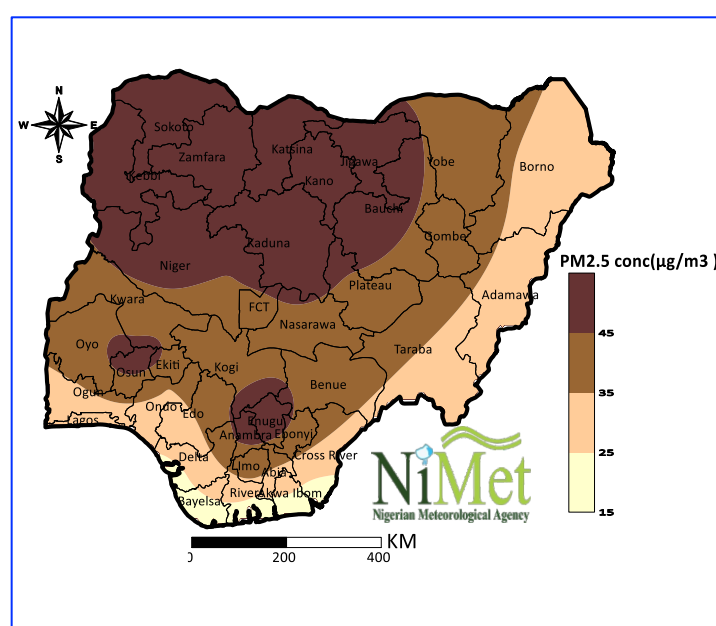 N
W E
S
Sokoto
Zamfara
Katsina
Jigawa
Kano
Kebbi
Yobe
Borno
Bauchi
Gombe
Kaduna
Niger
PM2.5 conc(µg/m3 )
Plateau
Adamawa
Kwara
FCT
Nasarawa
45
Oyo
Taraba
Ekiti
Kogi
Osun
Benue
Ogun
35
Ondo
Edo
Lagos
Enugu
Anambra
Ebonyi
Delta
Cross River
25
Imo
Abia
Rivers
Akwa Ibom
Bayelsa
NiMet
Nigerian Meteorological Agency
15
KM
0 200 400